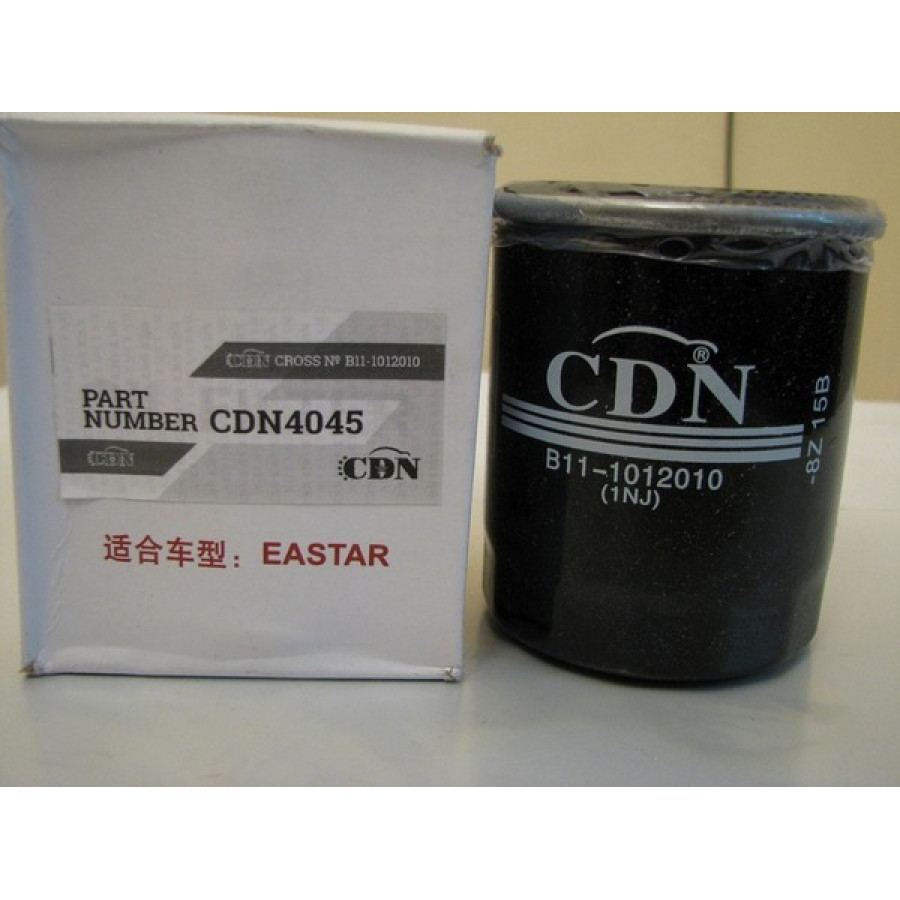 CDN CROSS Nº B11-1012010
PART
NUMBER CDN4045
CDN
CDN
适合车型：EASTAR
CDN®
B11-1012010
(1NJ)
-8Z 15B